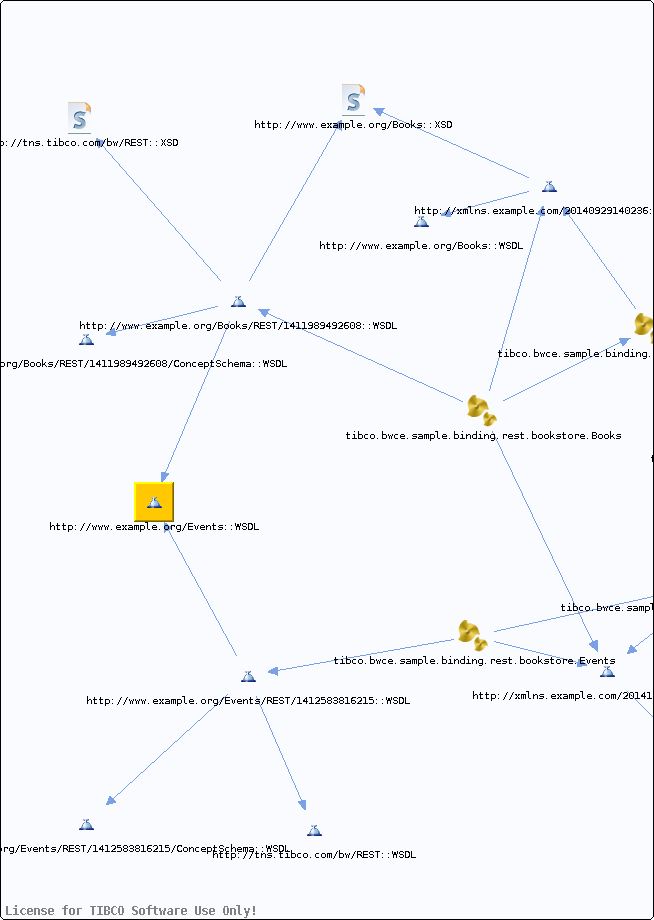 http://www.example.org/Books::XSD
p://tns.tibco.com/bw/REST::XSD
http://xmlns.example.com/20140929140236:
http://www.example.org/Books::WSDL
http://www.example.org/Books/REST/1411989492608::WSDL
tibco.bwce.sample.binding.
org/Books/REST/1411989492608/ConceptSchema::WSDL
tibco.bwce.sample.binding.rest.bookstore.Books
http://www.example.org/Events::WSDL
tibco.bwce.samp
tibco.bwce.sample.binding.rest.bookstore.Events
http://xmlns.example.com/20141
http://www.example.org/Events/REST/1412583816215::WSDL
org/Events/REST/1412583816215/ConceptSchema::WSDL
http://tns.tibco.com/bw/REST::WSDL
License for TIBCO Software Use Only!